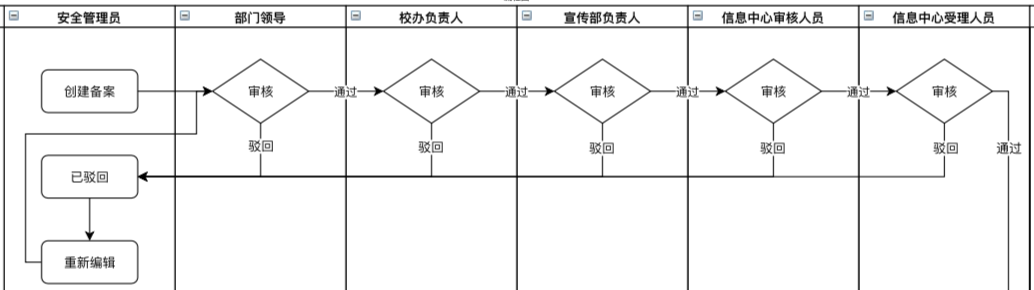 安全管理员
部门领导
校办负责人
宣传部负责人
信息中心审核人员
信息中心受理人员
创建备案
审核
通过
审核
通过
审核
通过
审核
通过
审核
驳回
驳回
驳回
驳回
驳回
通过
已驳回
重新编辑